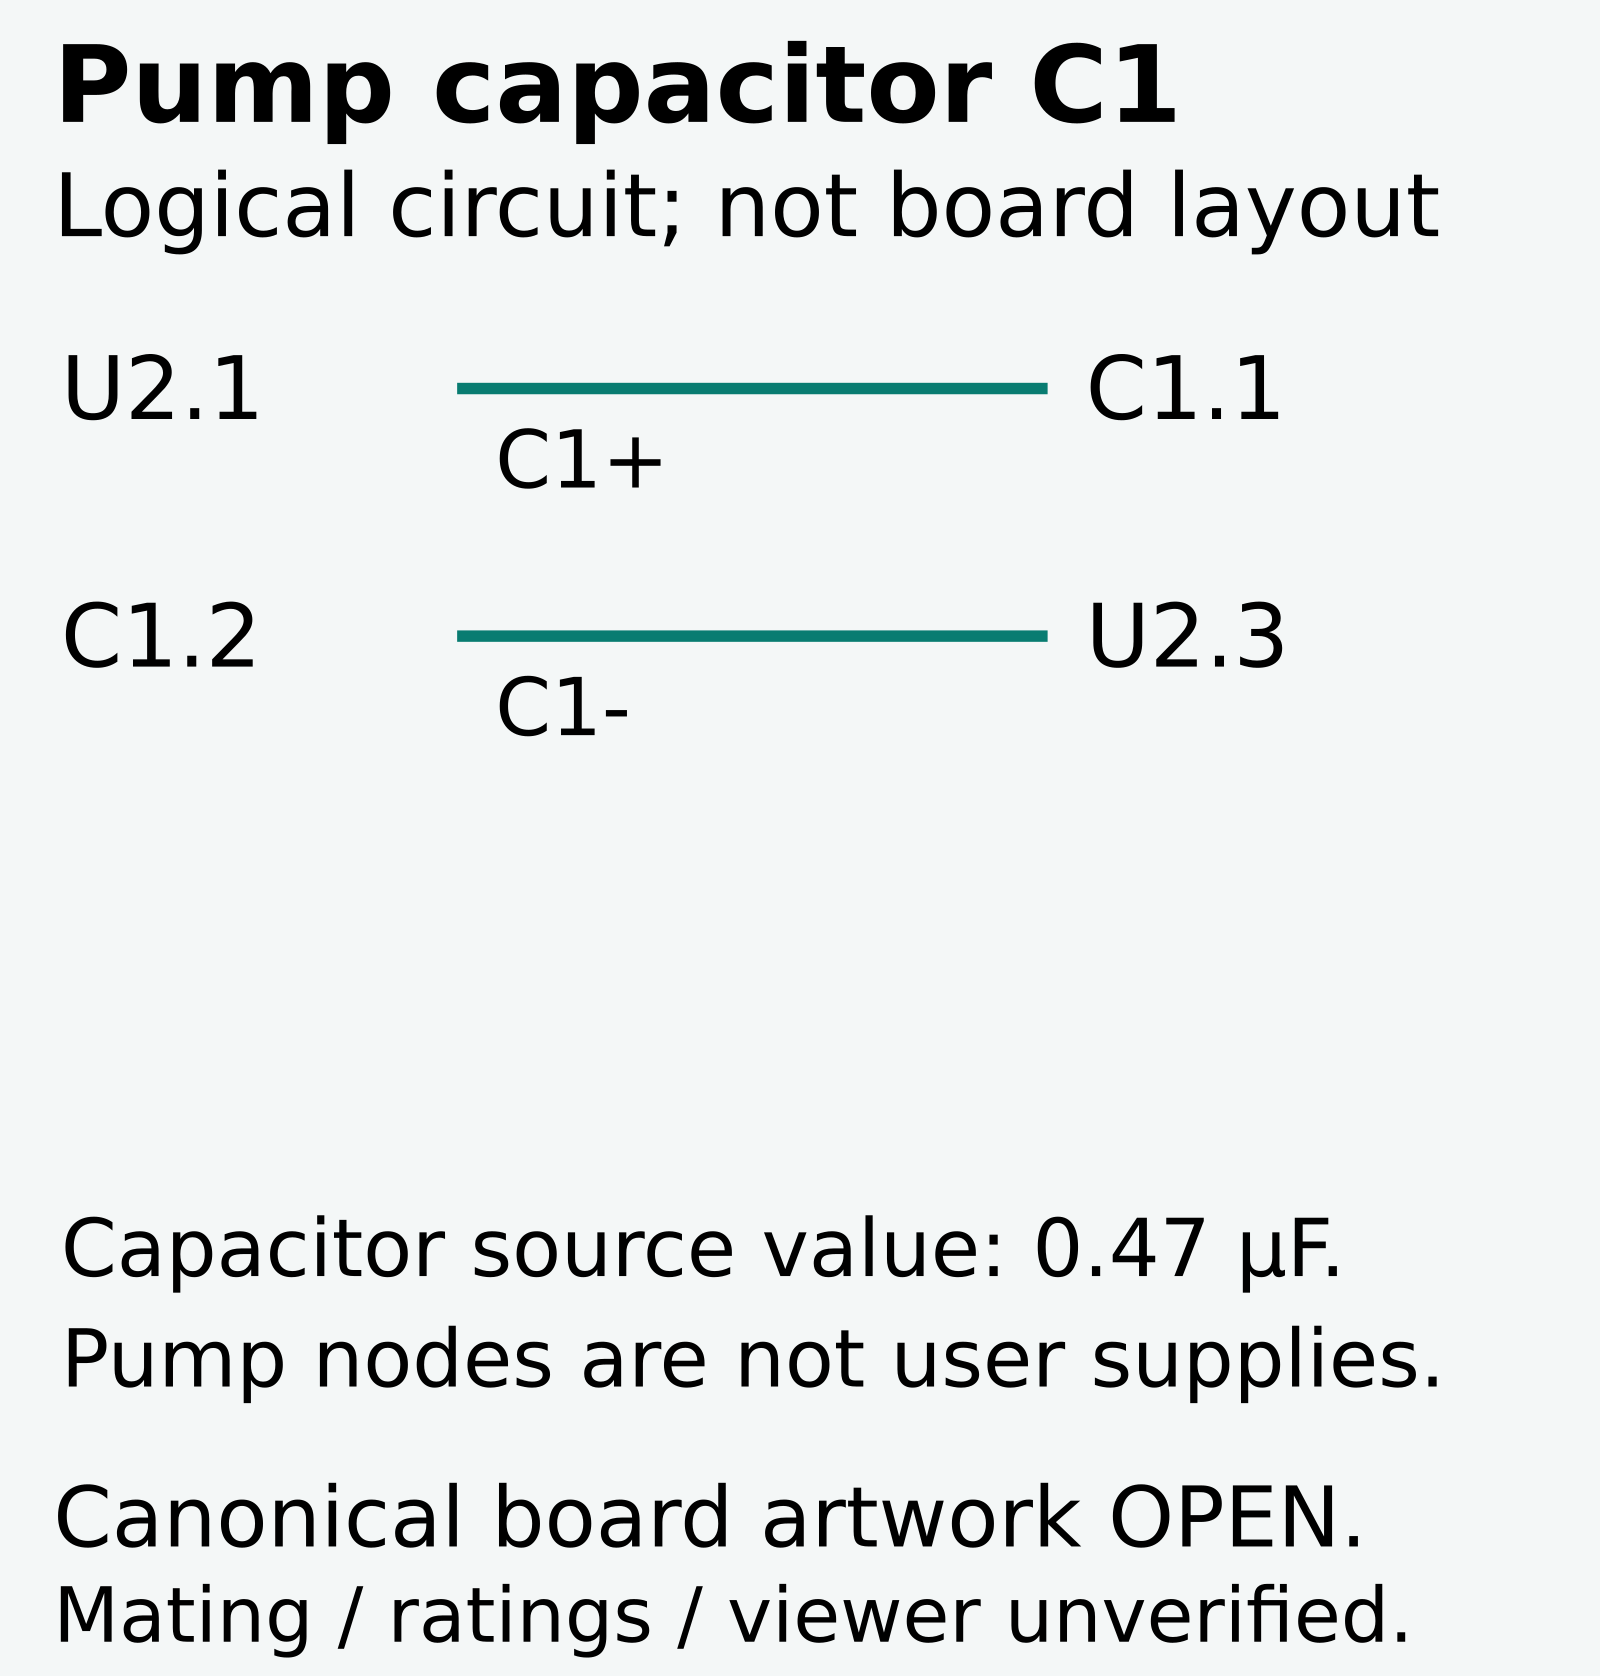 Pump capacitor C1
Logical circuit; not board layout
U2.1 C1.1
C1+
C1.2 U2.3
C1-
Capacitor source value: 0.47 µF.
Pump nodes are not user supplies.
Canonical board artwork OPEN.
Mating / ratings / viewer unverified.